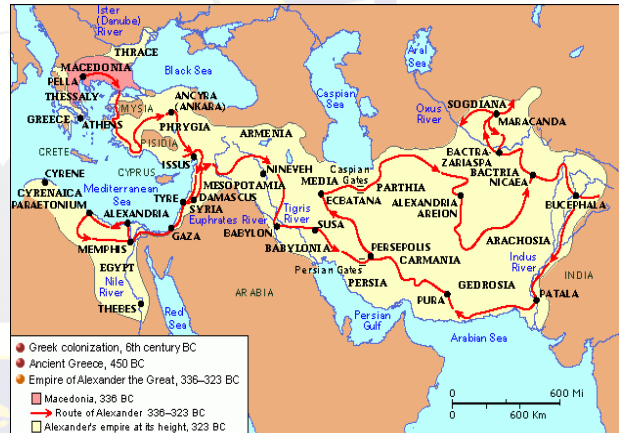 Ister
(Danube)
River
THRACE
MACEDONIA
PELLA
THESSALY
GREECE
ATHENS
MYSIA
Black Sea
ANCYRA
(ANKARA)
PHRYGIA
PISIDIA
ARMENIA
Caspian
Sea
Aral
Sea
Oxus
River
SOGDIANA
MARACANDA
BACTRA-
ZARIASPA
BACTRIA
NICAEA
CRETE
CYPRUS
ISSUS
NINEVEH
MESOPOTAMIA
Caspian
Gates
MEDIA
ECBATANA
PARTHIA
ALEXANDRIA
AREION
BUCEPHALA
CYRENE
CYRENAICA
PARAETONIUM
Mediterranean
Sea
ALEXANDRIA
TYRE
DAMASCUS
SYRIA
Euphrates River
Tigris
River
SUSA
BABYLON
GAZA
MEMPHIS
EGYPT
Nile
River
THEBES
BABYLONIA
Persian Gates
PERSEPOLIS
CARMANIA
PERSIA
ARACHOSIA
Indus
River
INDIA
GEDROSIA
PURA
PATALA
ARABIA
Red
Sea
Persian
Gulf
Arabian Sea
Greek colonization, 6th century BC
Ancient Greece, 450 BC
Empire of Alexander the Great, 336–323 BC
Macedonia, 336 BC
Route of Alexander 336–323 BC
Alexander's empire at its height, 323 BC
0 600 Mi
0 600 Km